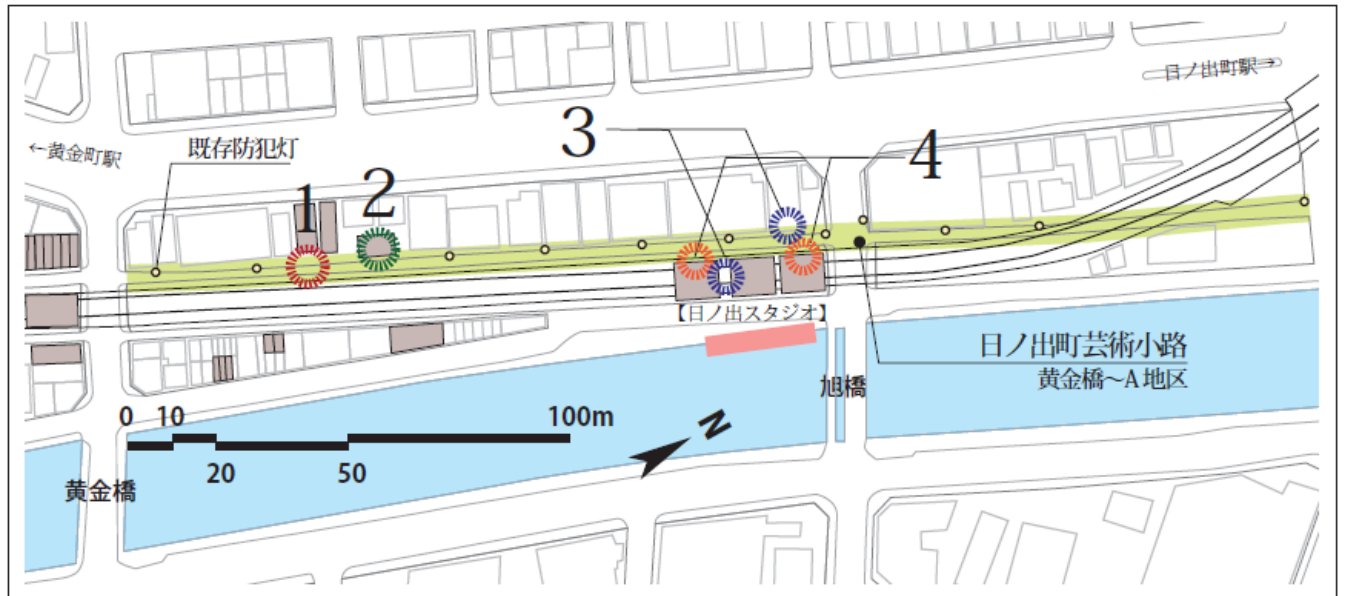 日ノ出町駅→
←黄金町駅
既存防犯灯
1
2
3
4
【日ノ出スタジオ】
日ノ出町芸術小路
黄金橋〜A地区
旭橋
0 10 100m
20 50
N
黄金橋